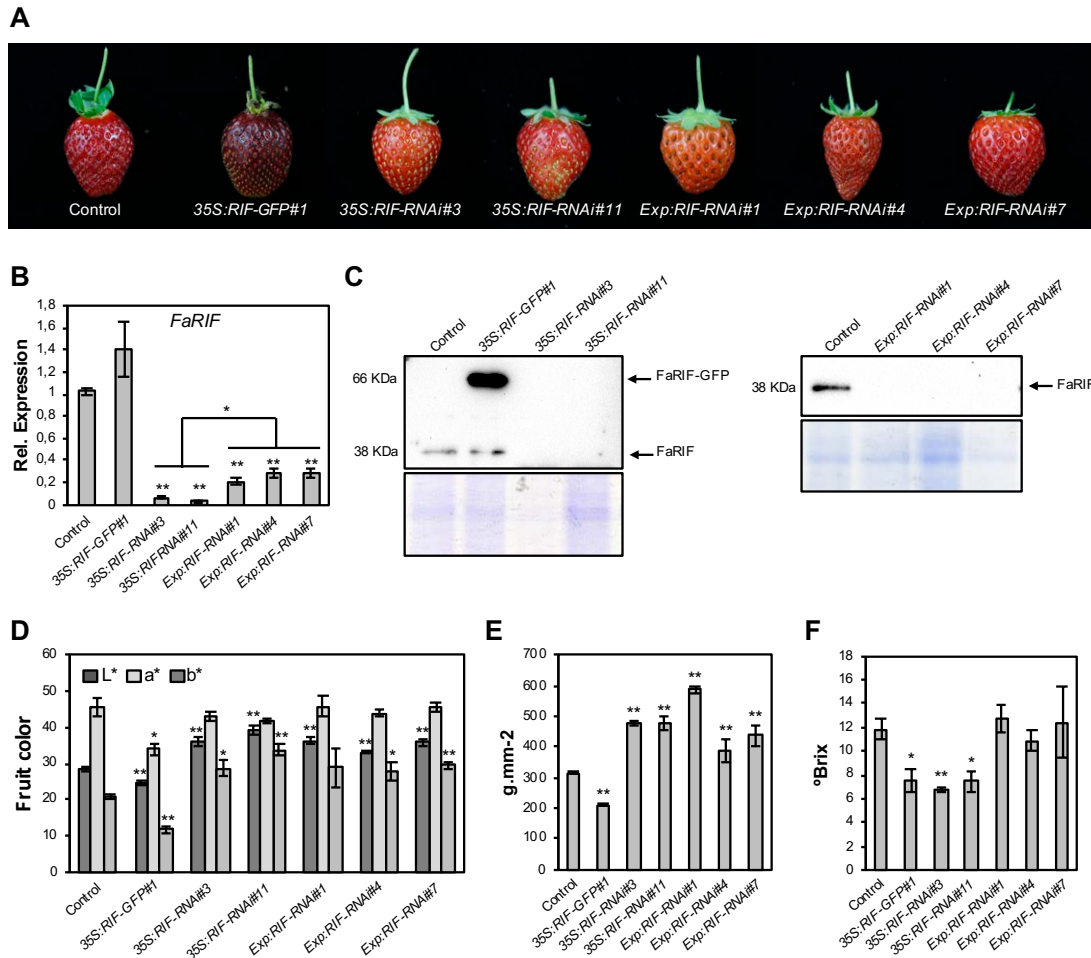 A
Control
35S:RIF-GFP#1
35S:RIF-RNAi#3
35S:RIF-RNAi#11
Exp:RIF-RNAi#1
Exp:RIF-RNAi#4
Exp:RIF-RNAi#7
B
FaRIF
Rel. Expression
1,8
1,6
1,4
1,2
1
0,8
0,6
0,4
0,2
0
*
** ** ** ** **
Control
35S:RIF-GFP#1
35S:RIF-RNAi#3
35S:RIFRNAi#11
Exp:RIF-RNAi#1
Exp:RIF-RNAi#4
Exp:RIF-RNAi#7
C
Control
35S:RIF-GFP#1
35S:RIF-RNAi#3
35S:RIF-RNAi#11
66 KDa
FaRIF-GFP
38 KDa
FaRIF
Control
Exp:RIF-RNAi#1
Exp:RIF-RNAi#4
Exp:RIF-RNAi#7
38 KDa
FaRIF
D
Fruit color
60
50
40
30
20
10
0
L* a* b*
** * ** ** * ** ** ** ** * ** **
Control
35S:RIF-GFP#1
35S:RIF-RNAi#3
35S:RIF-RNAi#11
Exp:RIF-RNAi#1
Exp:RIF-RNAi#4
Exp:RIF-RNAi#7
E
g.mm-2
700
600
500
400
300
200
100
0
** ** ** ** ** **
Control
35S:RIF-GFP#1
35S:RIF-RNAi#3
35S:RIF-RNAi#11
Exp:RIF-RNAi#1
Exp:RIF-RNAi#4
Exp:RIF-RNAi#7
F
ºBrix
18
16
14
12
10
8
6
4
2
0
* ** *
Control
35S:RIF-GFP#1
35S:RIF-RNAi#3
35S:RIF-RNAi#11
Exp:RIF-RNAi#1
Exp:RIF-RNAi#4
Exp:RIF-RNAi#7